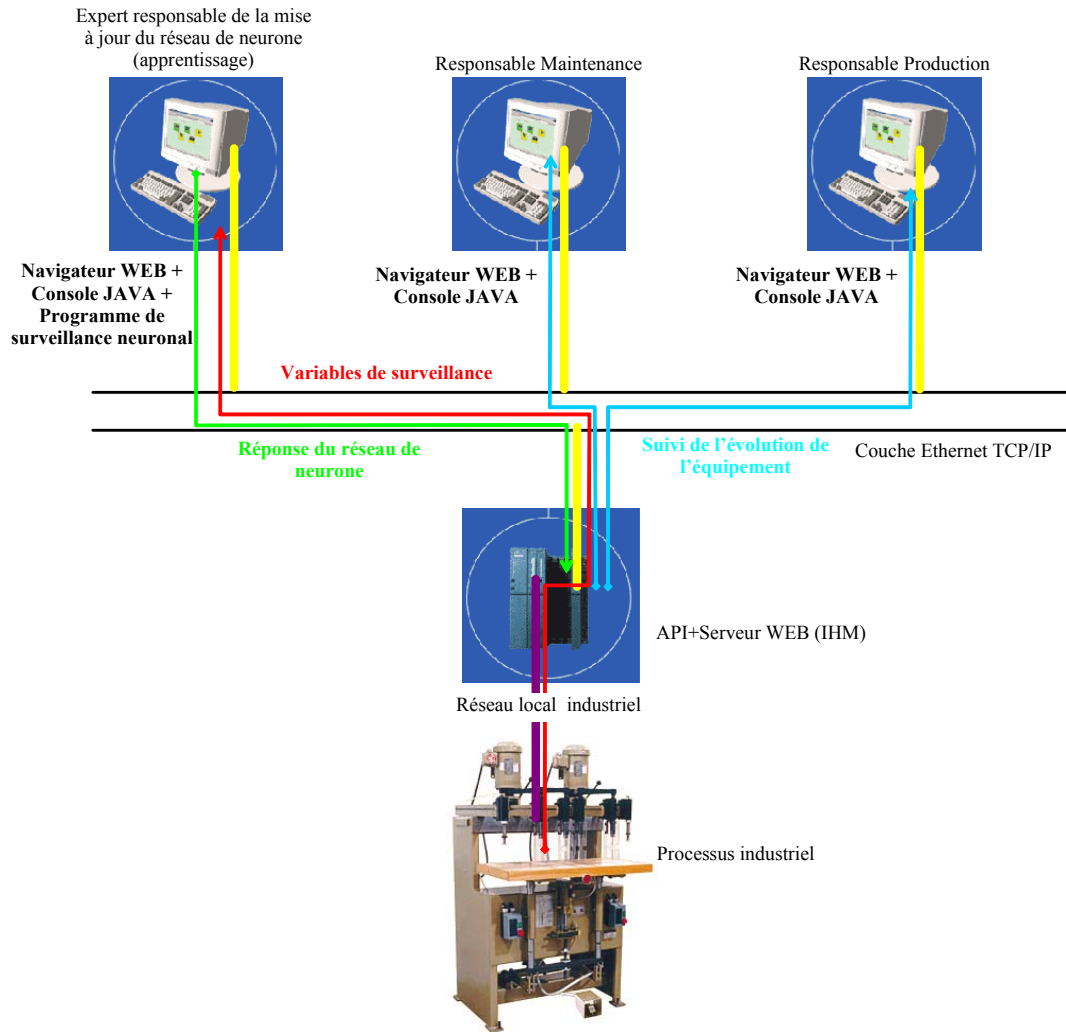 Expert responsable de la mise
à jour du réseau de neurone
(apprentissage)
Responsable Maintenance
Responsable Production
Navigateur WEB +
Console JAVA +
Programme de
surveillance neuronal
Navigateur WEB +
Console JAVA
Navigateur WEB +
Console JAVA
Variables de surveillance
Réponse du réseau de
neurone
Suivi de l'évolution de
l'équipement
Couche Ethernet TCP/IP
API+Serveur WEB (IHM)
Réseau local industriel
Processus industriel